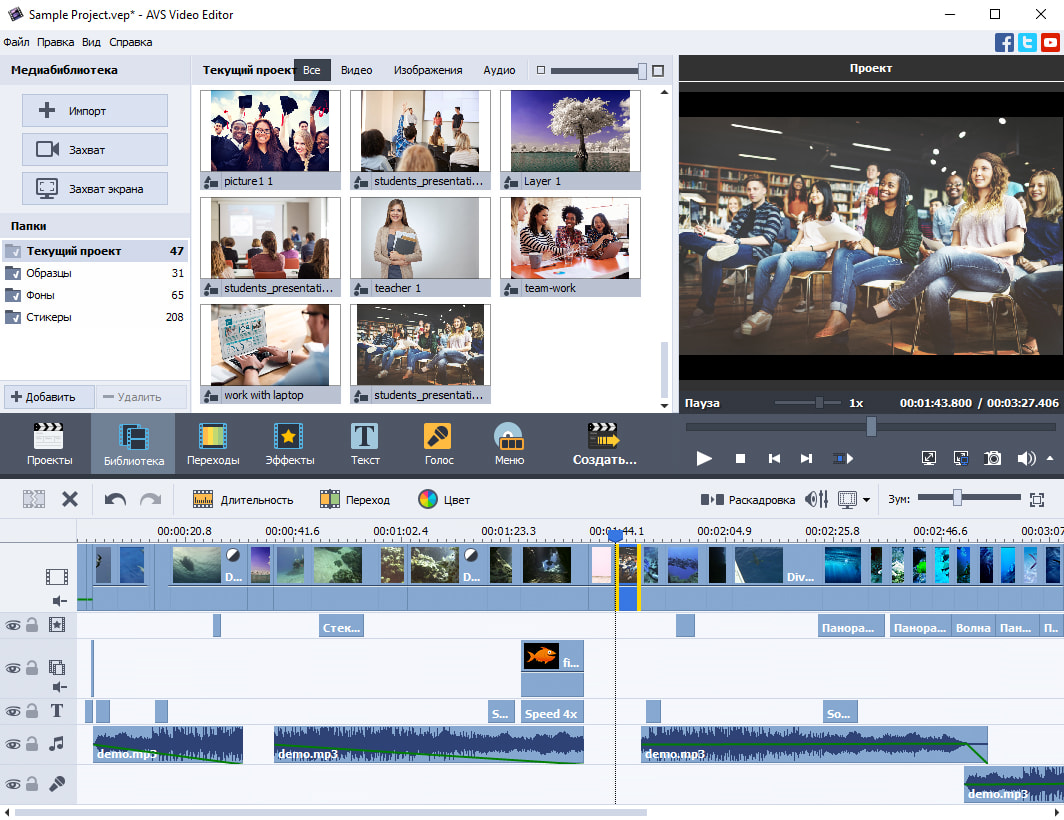 Sample Project.vep* - AVS Video Editor
Файл Правка Вид Справка
Медиабиблиотека
Импорт
Захват
Захват экрана
Папки
Текущий проект 47
Образцы 31
Фоны 65
Стикеры 208
Добавить Удалить
Текущий проект Все Видео Изображения Аудио
picture1 1 students_presentati... Layer 1
students_presentati... teacher 1 team-work
work with laptop students_presentati...
Проект
Пауза 1x 00:01:43.800 / 00:03:27.406
Проекты Библиотека Переходы Эффекты Текст Голос Меню Создать...
Длительность Переход Цвет Раскадровка Зум:
00:00:20.8 00:00:41.6 00:01:02.4 00:01:23.3 00:01:44.1 00:02:04.9 00:02:25.8 00:02:46.6 00:03:07
D... D... Div...
Стек... Панора... Панора... Волна Пан... П..
fi...
S... Speed 4x So...
demo.mp3 demo.mp3 demo.mp3
demo.mp3